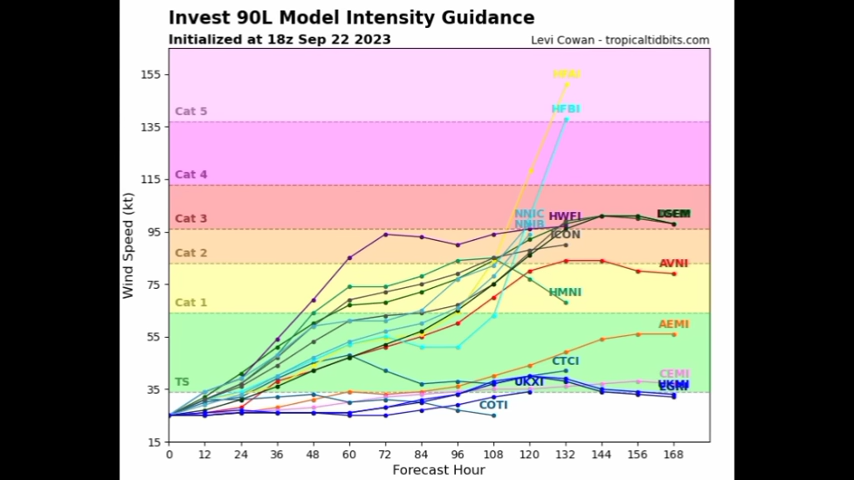 Invest 90L Model Intensity Guidance
Initialized at 18z Sep 22 2023
Levi Cowan - tropicaltidbits.com
155
135
115
95
75
55
35
15
Wind Speed (kt)
Cat 5
Cat 4
Cat 3
Cat 2
Cat 1
TS
HFBI
NNIC
NNIB
HWFI
ICON
LGEM
AVNI
HMNI
AEMI
CTCI
CEMI
UKXI
COTI
0 12 24 36 48 60 72 84 96 108 120 132 144 156 168
Forecast Hour